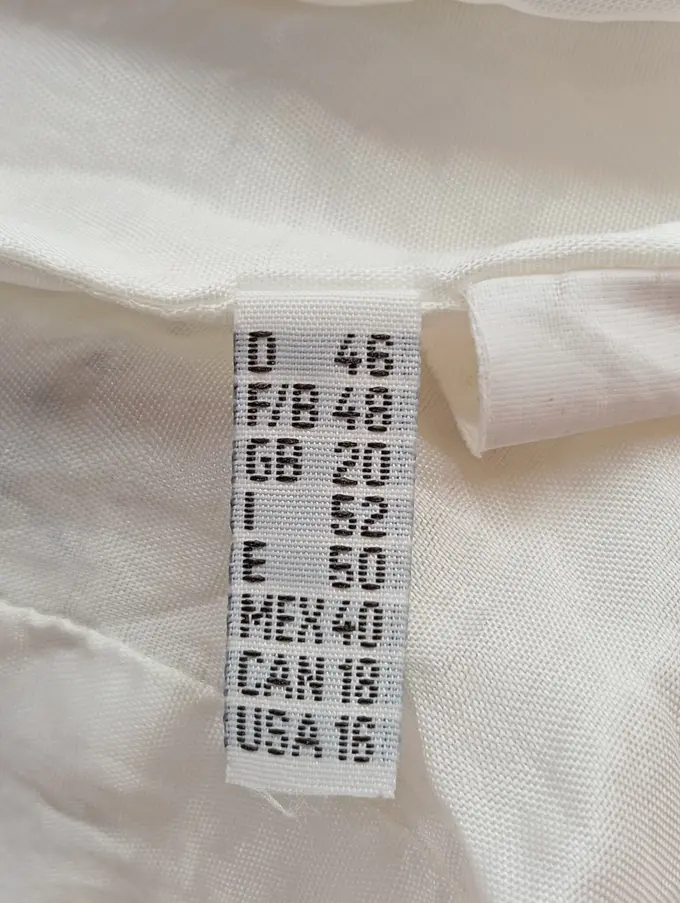 D 46
F/B 48
GB 20
I 52
E 50
MEX 40
CAN 18
USA 16